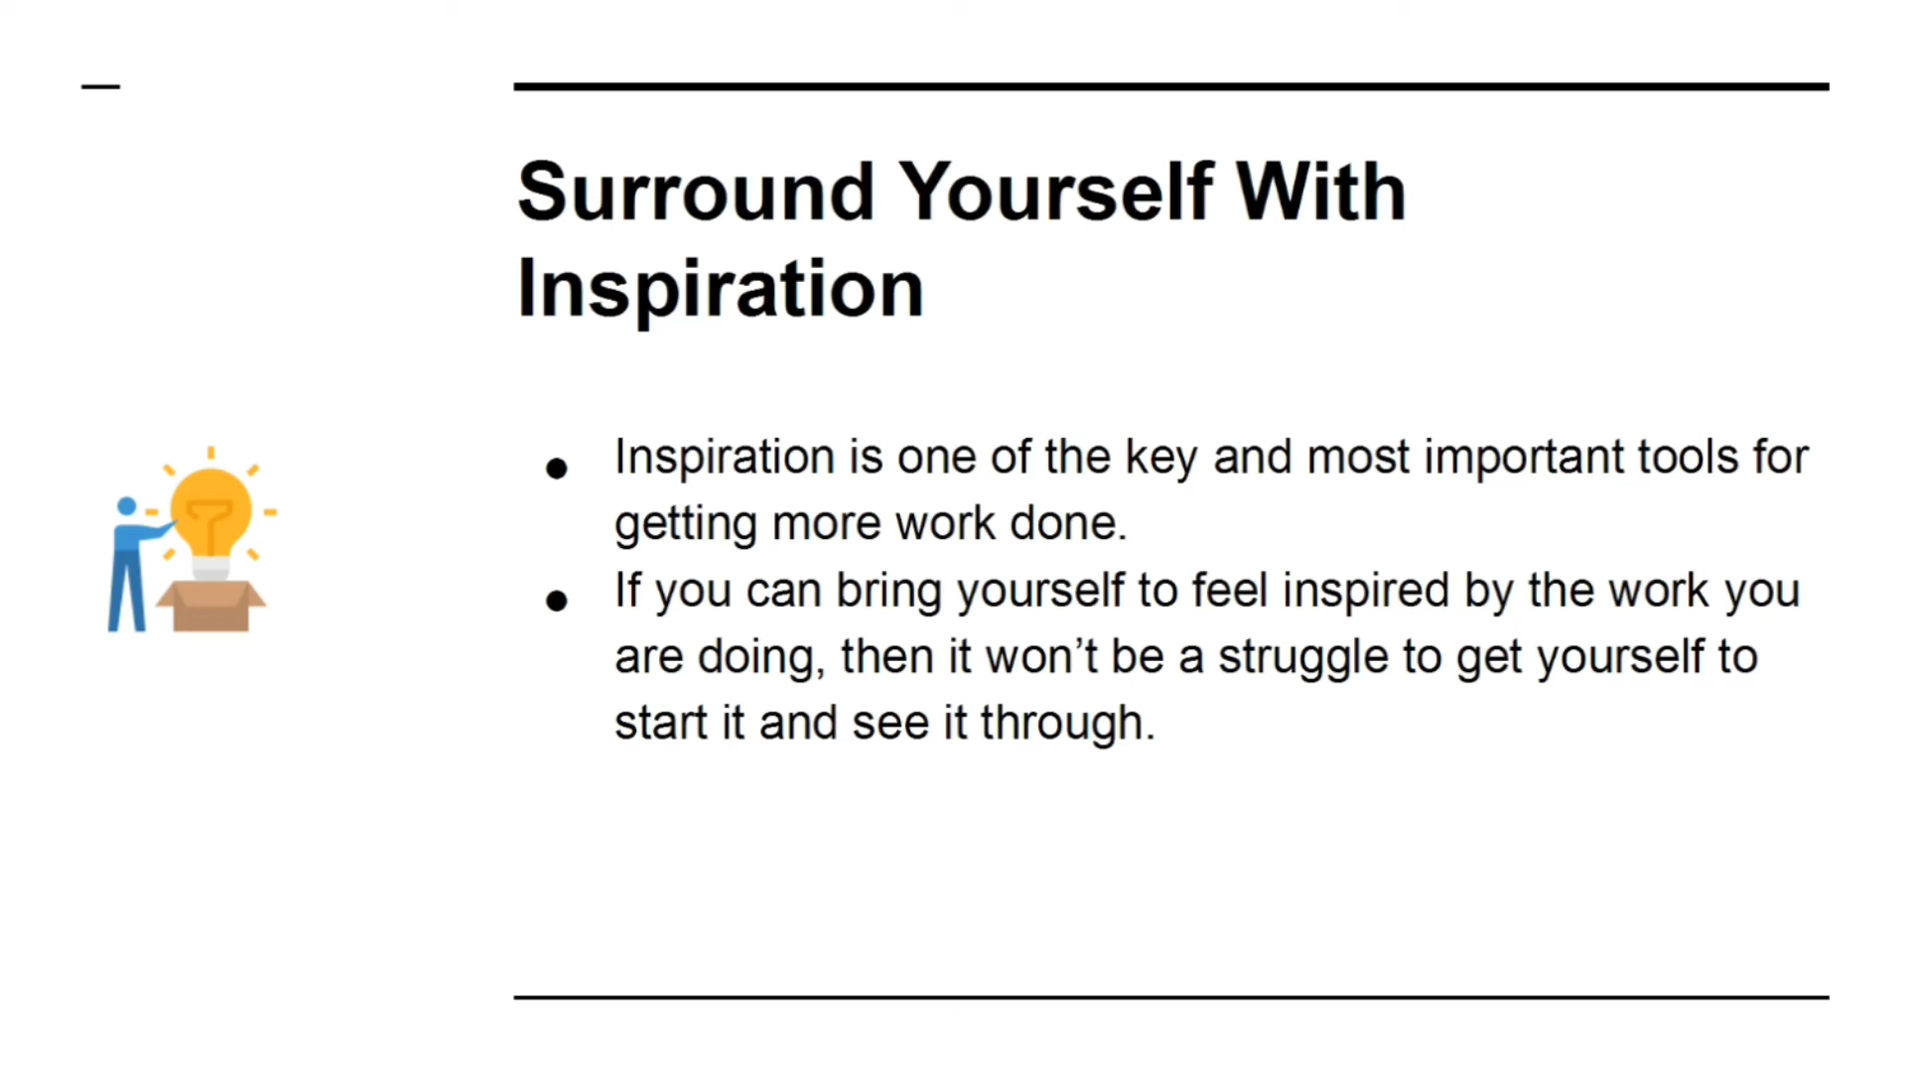 Surround Yourself With
Inspiration
● Inspiration is one of the key and most important tools for
getting more work done.
● If you can bring yourself to feel inspired by the work you
are doing, then it won’t be a struggle to get yourself to
start it and see it through.